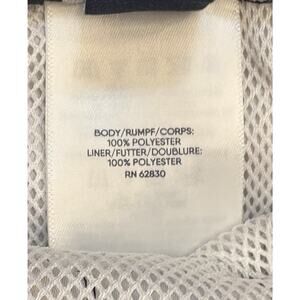 BODY/RUMPF/CORPS:
100% POLYESTER
LINER/FUTTER/DOUBLURE:
100% POLYESTER
RN 62830